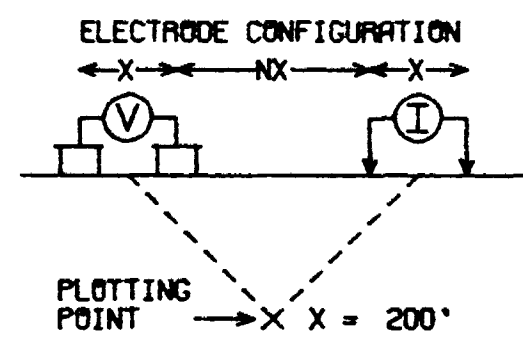 ELECTRODE CONFIGURATION
X NX X
V I
PLOTTING
POINT X = 200'